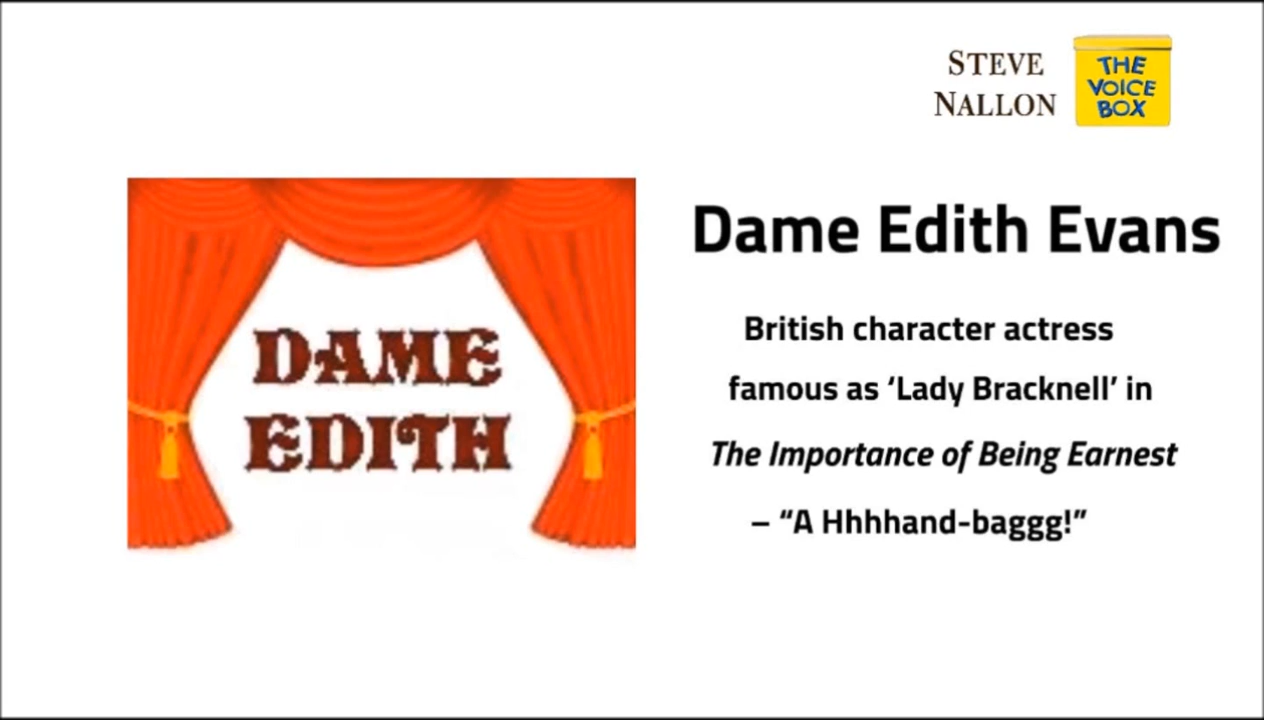 STEVE
NALLON
THE
VOICE
BOX
DAME
EDITH
Dame Edith Evans
British character actress
famous as ‘Lady Bracknell’ in
The Importance of Being Earnest
– “A Hhhhand-baggg!”